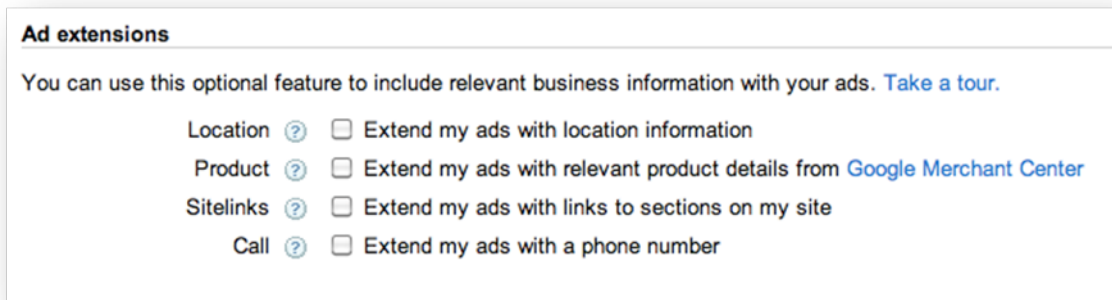 Ad extensions
You can use this optional feature to include relevant business information with your ads. Take a tour.
Location ? Extend my ads with location information
Product ? Extend my ads with relevant product details from Google Merchant Center
Sitelinks ? Extend my ads with links to sections on my site
Call ? Extend my ads with a phone number